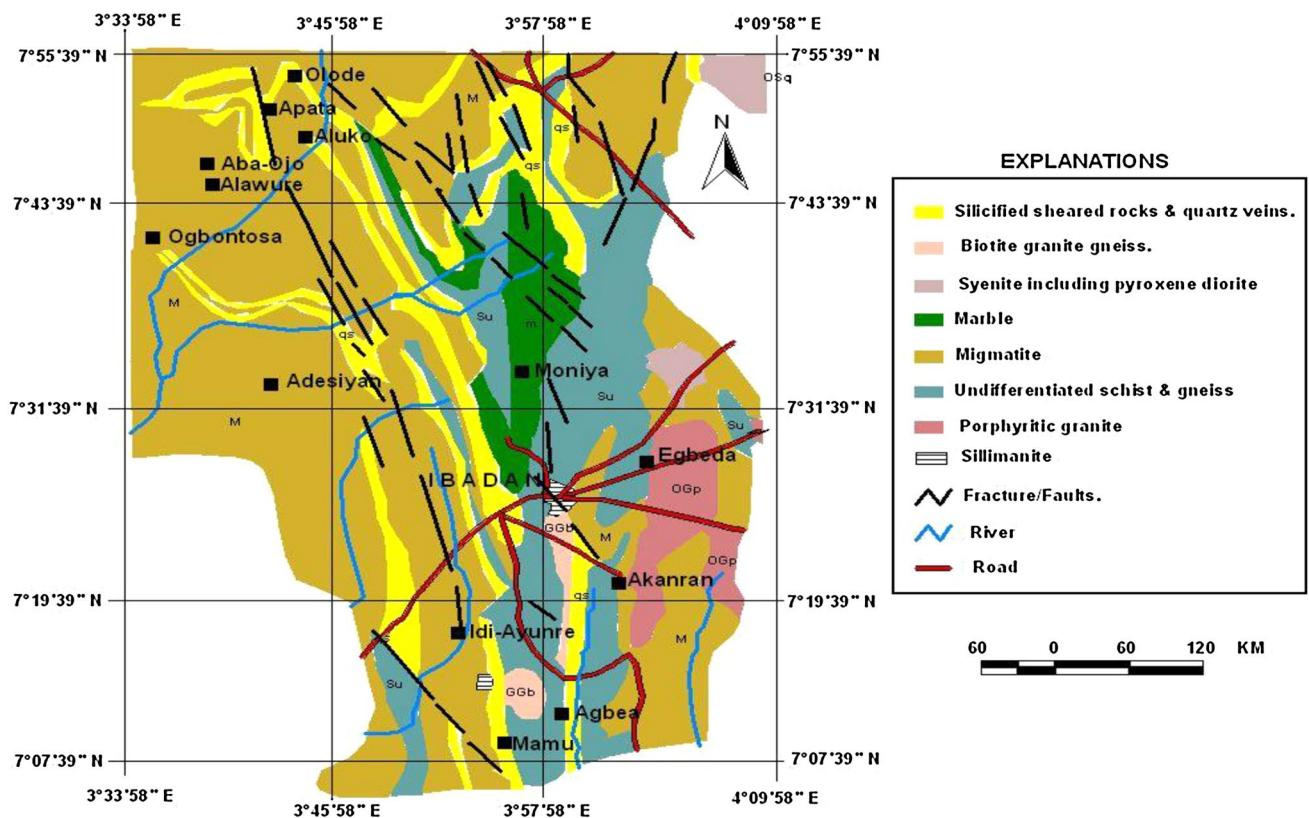 3°33'58" E
3°45'58" E
3°57'58" E
4°09'58" E
7°55'39" N
7°55'39" N
Olode
M
OSq
Apata
N
Aluko
qs
Aba-Ojo
qs
EXPLANATIONS
Alawure
7°43'39" N
7°43'39" N
Silicified sheared rocks & quartz veins.
Ogbontosa
Biotite granite gneiss.
Syenite including pyroxene diorite
M
Su
m
Marble
qs
Migmatite
Adesiyan
Moniya
Su
Undifferentiated schist & gneiss
7°31'39" N
7°31'39" N
M
Su
Porphyritic granite
Egbeda
Sillimanite
IBADAN
OGp
Fracture/Faults.
GGb
M
River
OGp
Road
Akanran
7°19'39" N
7°19'39" N
qs
Idi-Ayunre
M
60 0 60 120 KM
Su
GGb
Agbea
Mamu
7°07'39" N
7°07'39" N
3°33'58" E
3°45'58" E
3°57'58" E
4°09'58" E